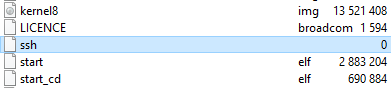 kernel8 img 13 521 408
LICENCE broadcom 1 594
ssh 0
start elf 2 883 204
start_cd elf 690 884